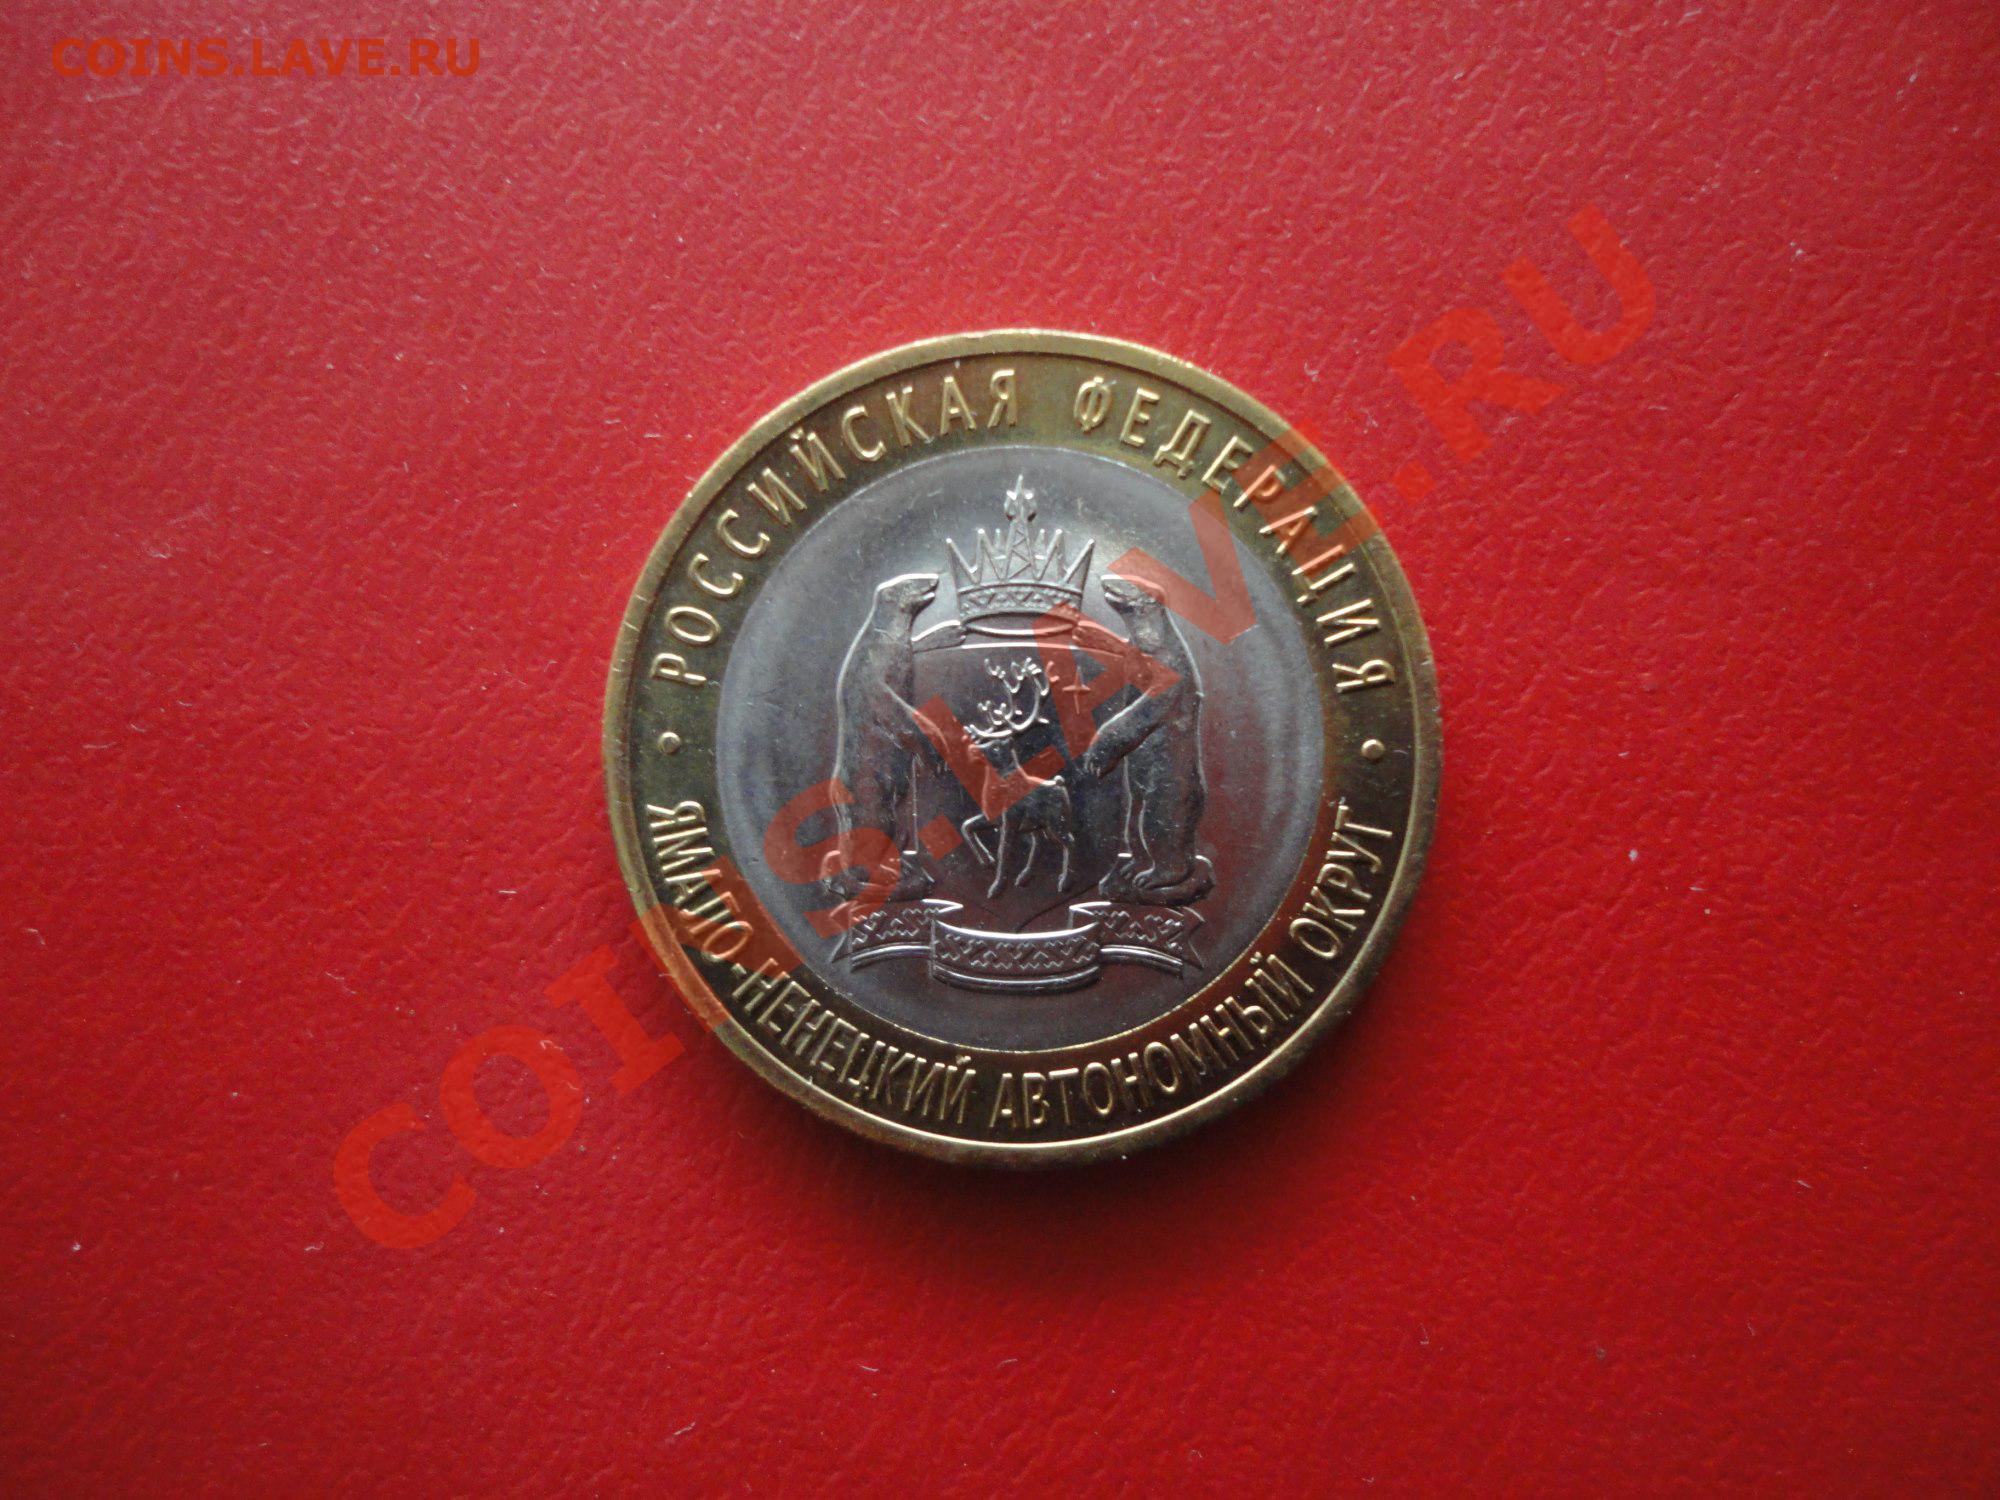 COINS.LAVE.RU
• РОССИЙСКАЯ ФЕДЕРАЦИЯ •
ЯМАЛО-НЕНЕЦКИЙ АВТОНОМНЫЙ ОКРУГ
COINS.LAVE.RU